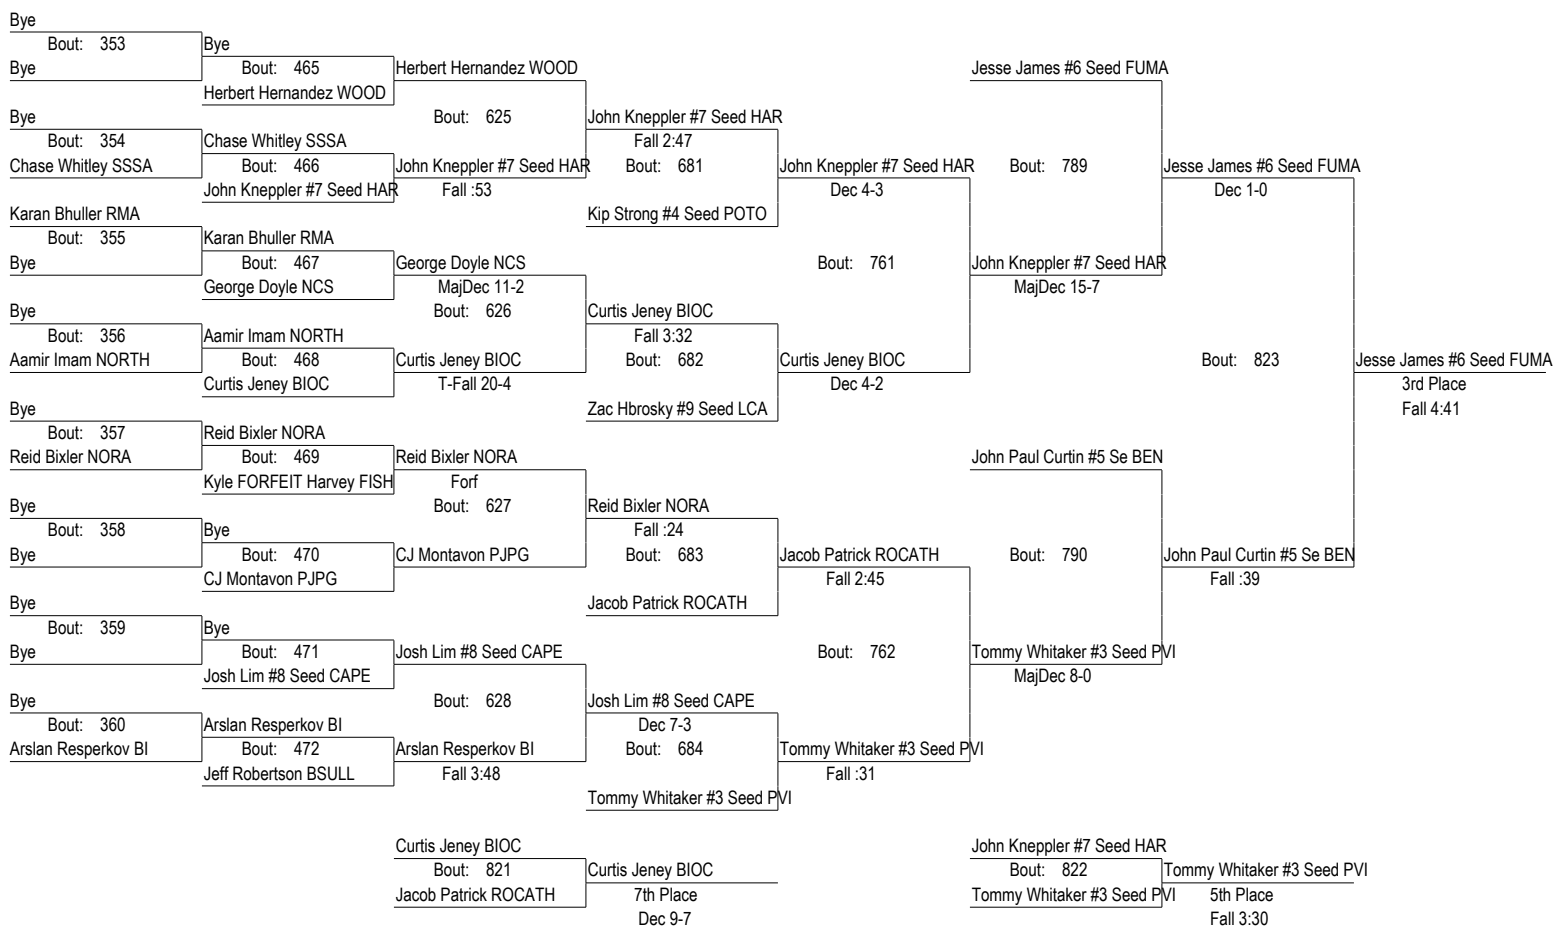 Bye
Bout: 353 Bye
Bye Bout: 465 Herbert Hernandez WOOD Jesse James #6 Seed FUMA
Herbert Hernandez WOOD
Bye Bout: 625 John Kneppler #7 Seed HAR
Bout: 354 Chase Whitley SSSA Fall 2:47
Chase Whitley SSSA Bout: 466 John Kneppler #7 Seed HAR Bout: 681 John Kneppler #7 Seed HAR Bout: 789 Jesse James #6 Seed FUMA
John Kneppler #7 Seed HAR Fall :53 Dec 4-3 Dec 1-0
Karan Bhuller RMA Kip Strong #4 Seed POTO
Bout: 355 Karan Bhuller RMA
Bye Bout: 467 George Doyle NCS Bout: 761 John Kneppler #7 Seed HAR
George Doyle NCS MajDec 11-2 MajDec 15-7
Bye Bout: 626 Curtis Jeney BIOC
Bout: 356 Aamir Imam NORTH Fall 3:32
Aamir Imam NORTH Bout: 468 Curtis Jeney BIOC Bout: 682 Curtis Jeney BIOC Bout: 823 Jesse James #6 Seed FUMA
Curtis Jeney BIOC T-Fall 20-4 Dec 4-2 3rd Place
Bye Zac Hbrosky #9 Seed LCA Fall 4:41
Bout: 357 Reid Bixler NORA
Reid Bixler NORA Bout: 469 Reid Bixler NORA John Paul Curtin #5 Se BEN
Kyle FORFEIT Harvey FISH Forf
Bye Bout: 627 Reid Bixler NORA
Bout: 358 Bye Fall :24
Bye Bout: 470 CJ Montavon PJPG Bout: 683 Jacob Patrick ROCATH Bout: 790 John Paul Curtin #5 Se BEN
CJ Montavon PJPG Fall 2:45 Fall :39
Bye Jacob Patrick ROCATH
Bout: 359 Bye
Bye Bout: 471 Josh Lim #8 Seed CAPE Bout: 762 Tommy Whitaker #3 Seed PVI
Josh Lim #8 Seed CAPE MajDec 8-0
Bye Bout: 628 Josh Lim #8 Seed CAPE
Bout: 360 Arslan Resperkov BI Dec 7-3
Arslan Resperkov BI Bout: 472 Arslan Resperkov BI Bout: 684 Tommy Whitaker #3 Seed PVI
Jeff Robertson BSULL Fall 3:48 Fall :31
Tommy Whitaker #3 Seed PVI
Curtis Jeney BIOC John Kneppler #7 Seed HAR
Bout: 821 Curtis Jeney BIOC Bout: 822 Tommy Whitaker #3 Seed PVI
Jacob Patrick ROCATH 7th Place Tommy Whitaker #3 Seed PVI 5th Place
Dec 9-7 Fall 3:30